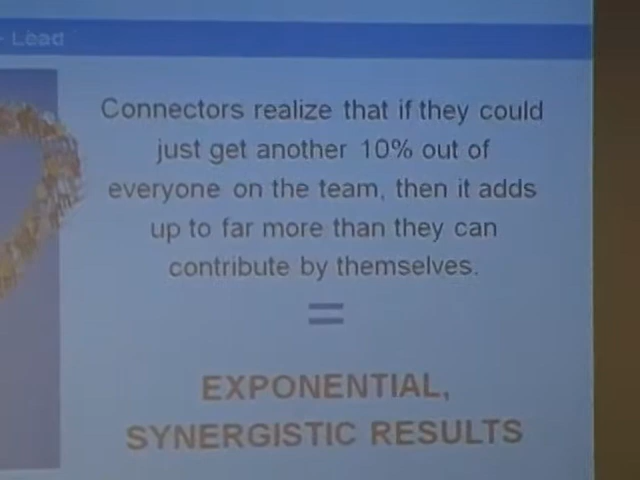 - Lead
Connectors realize that if they could
just get another 10% out of
everyone on the team, then it adds
up to far more than they can
contribute by themselves.
=
EXPONENTIAL,
SYNERGISTIC RESULTS